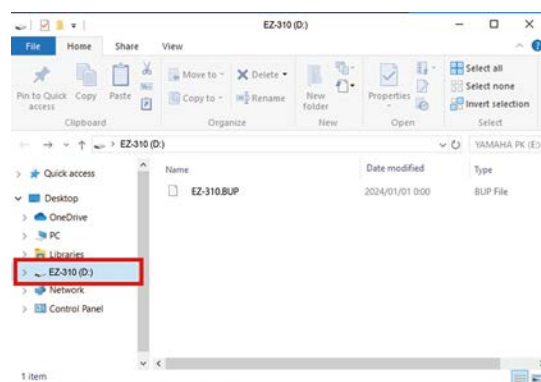 EZ-310 (D:)
File Home Share View
Pin to Quick access
Copy
Paste
Move to
Copy to
Delete
Rename
New folder
Properties
Select all
Select none
Invert selection
Clipboard Organize New Open Select
EZ-310 (D:)
YAMAHA PK (E:)
Quick access
Desktop
OneDrive
PC
Libraries
EZ-310 (D:)
Network
Control Panel
Name Date modified Type
EZ-310.BUP 2024/01/01 0:00 BUP File
1 item